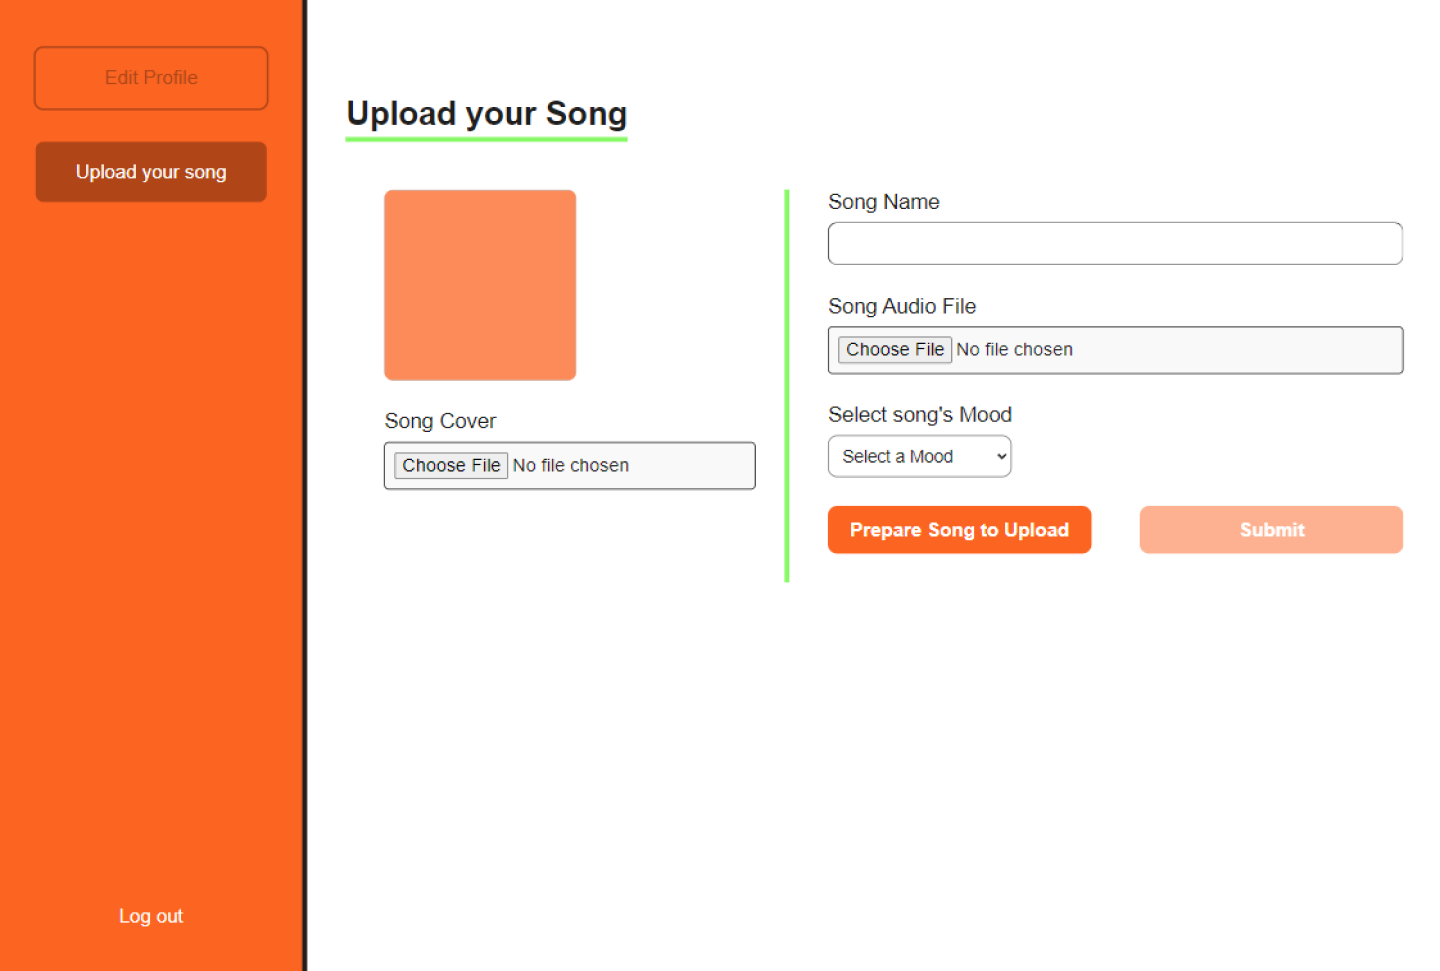 Edit Profile
Upload your song
Log out
Upload your Song
Song Cover
Choose File No file chosen
Song Name
Song Audio File
Choose File No file chosen
Select song's Mood
Select a Mood
Prepare Song to Upload
Submit